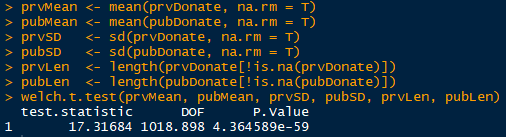 > prvMean <- mean(prvDonate, na.rm = T)
> pubMean <- mean(pubDonate, na.rm = T)
> prvSD   <- sd(prvDonate, na.rm = T)
> pubSD   <- sd(pubDonate, na.rm = T)
> prvLen  <- length(prvDonate[!is.na(prvDonate)])
> pubLen  <- length(pubDonate[!is.na(pubDonate)])
> welch.t.test(prvMean, pubMean, prvSD, pubSD, prvLen, pubLen)
  test.statistic      DOF      P.Value
1       17.31684 1018.898 4.364589e-59